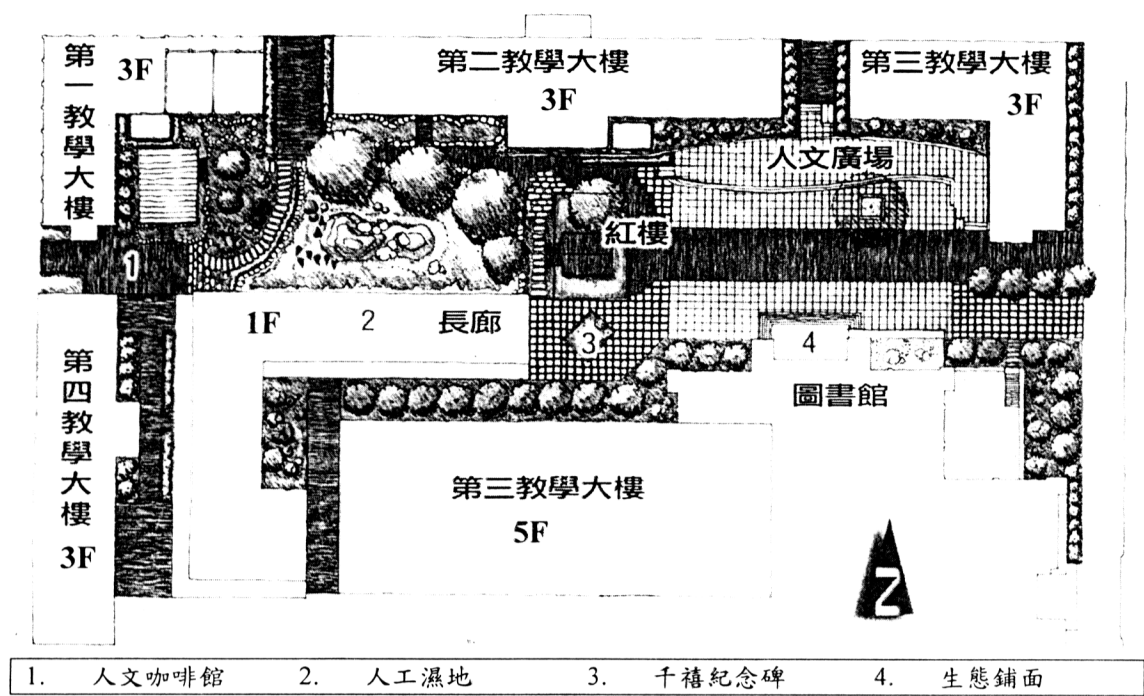 第一教學大樓
3F
第二教學大樓
3F
第三教學大樓
3F
人文廣場
紅樓
1
1F
2
長廊
3
4
圖書館
第四教學大樓
3F
第三教學大樓
5F
N
1. 人文咖啡館 2. 人工濕地 3. 千禧紀念碑 4. 生態鋪面